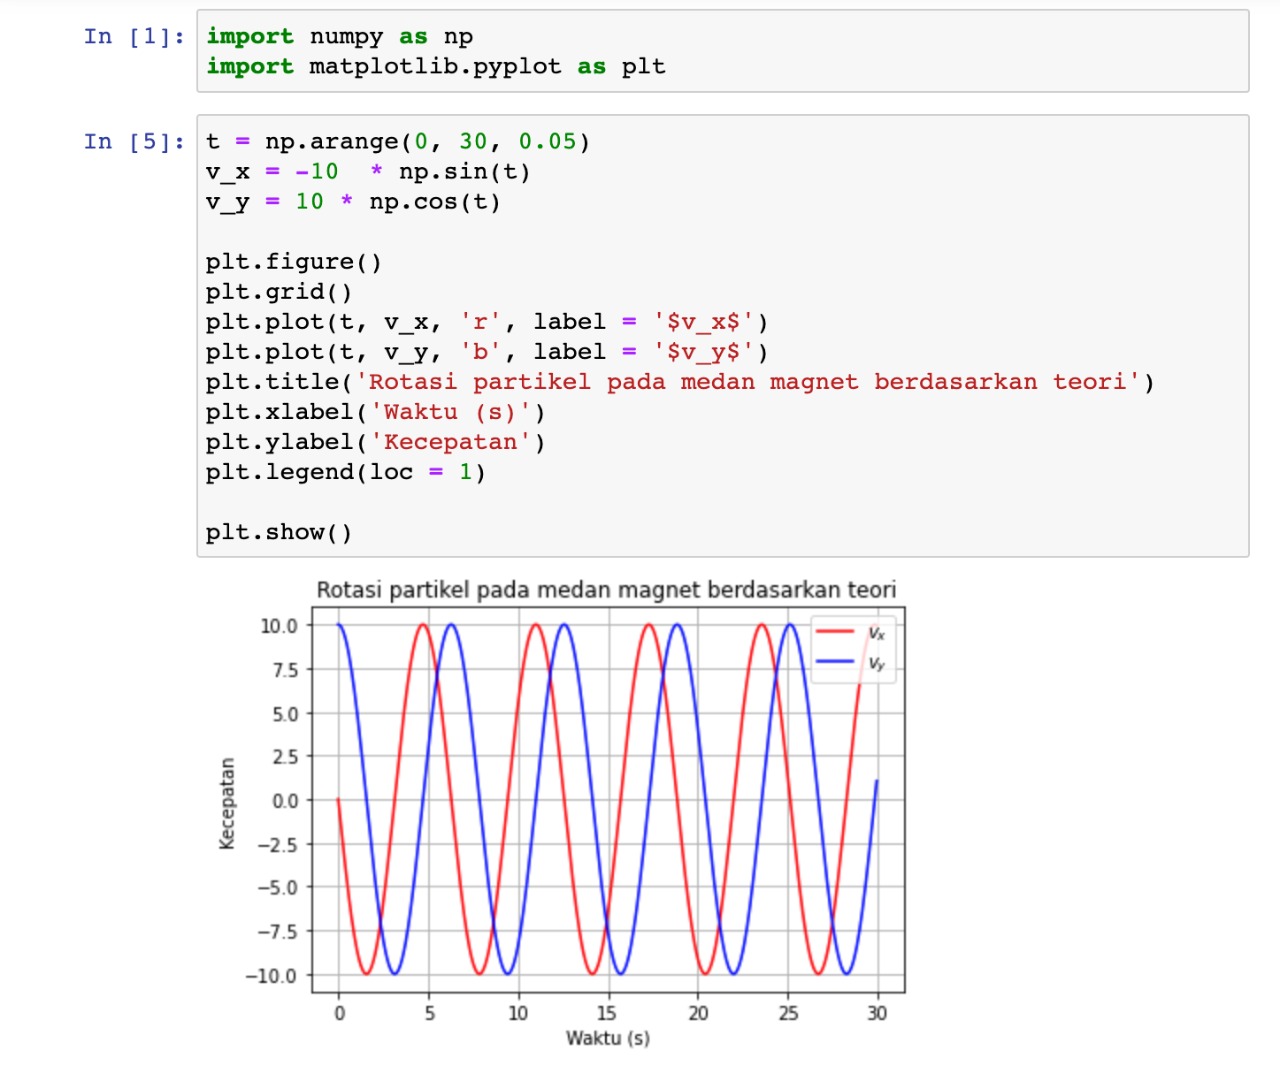 In [1]: import numpy as np
import matplotlib.pyplot as plt
In [5]: t = np.arange(0, 30, 0.05)
v_x = -10  * np.sin(t)
v_y = 10 * np.cos(t)
plt.figure()
plt.grid()
plt.plot(t, v_x, 'r', label = '$v_x$')
plt.plot(t, v_y, 'b', label = '$v_y$')
plt.title('Rotasi partikel pada medan magnet berdasarkan teori')
plt.xlabel('Waktu (s)')
plt.ylabel('Kecepatan')
plt.legend(loc = 1)
plt.show()
Rotasi partikel pada medan magnet berdasarkan teori
10.0
7.5
5.0
2.5
0.0
−2.5
−5.0
−7.5
−10.0
Kecepatan
vx
vy
0 5 10 15 20 25 30
Waktu (s)